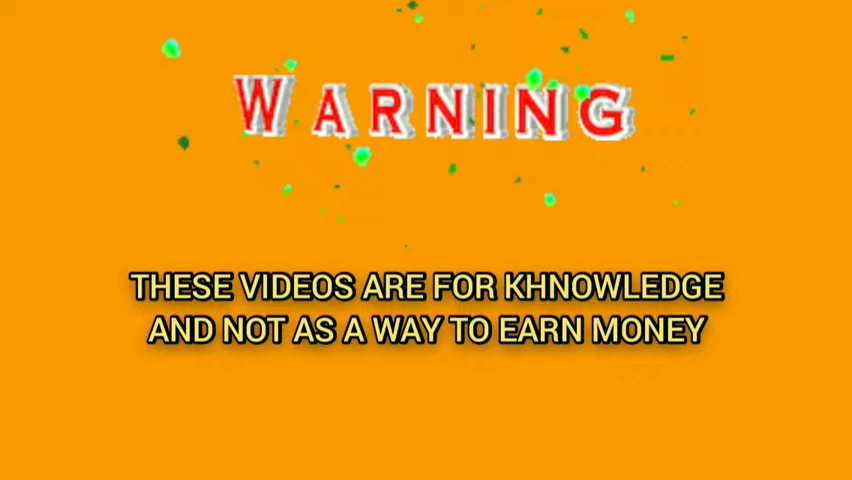 WARNING
THESE VIDEOS ARE FOR KHNOWLEDGE
AND NOT AS A WAY TO EARN MONEY